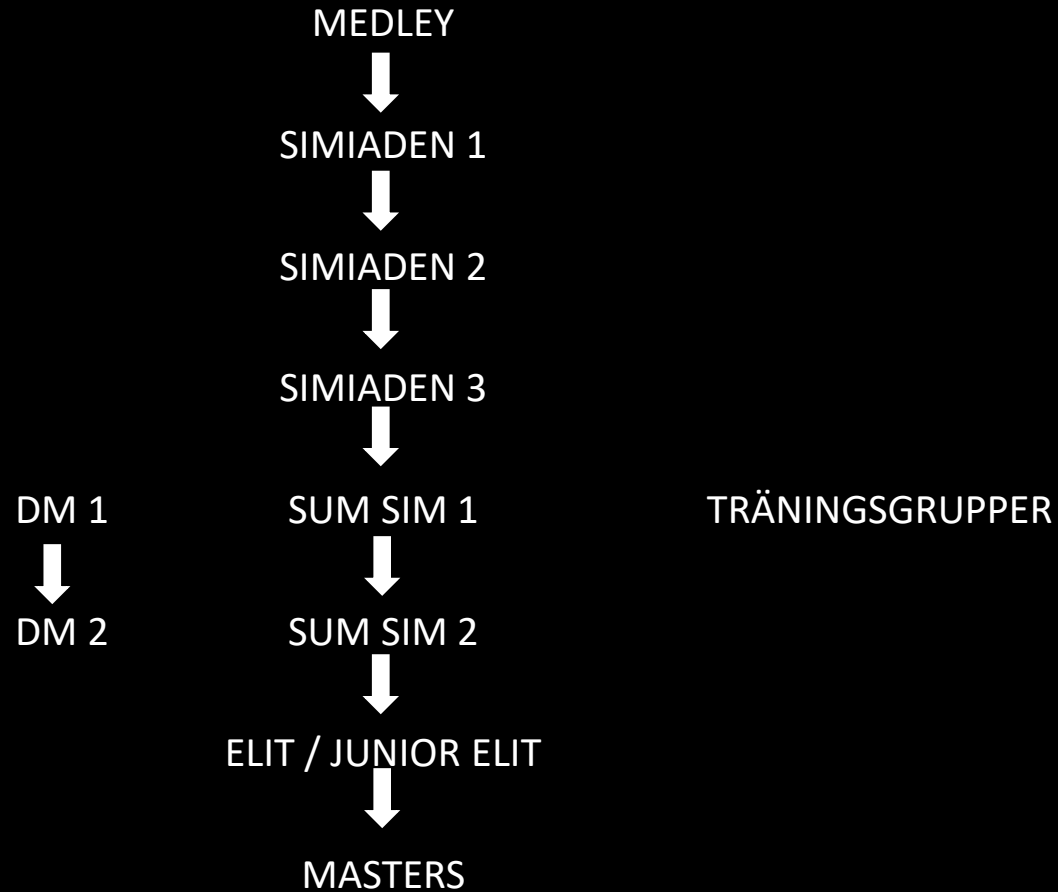 MEDLEY
SIMIADEN 1
SIMIADEN 2
SIMIADEN 3
DM 1 SUM SIM 1 TRÄNINGSGRUPPER
DM 2 SUM SIM 2
ELIT / JUNIOR ELIT
MASTERS